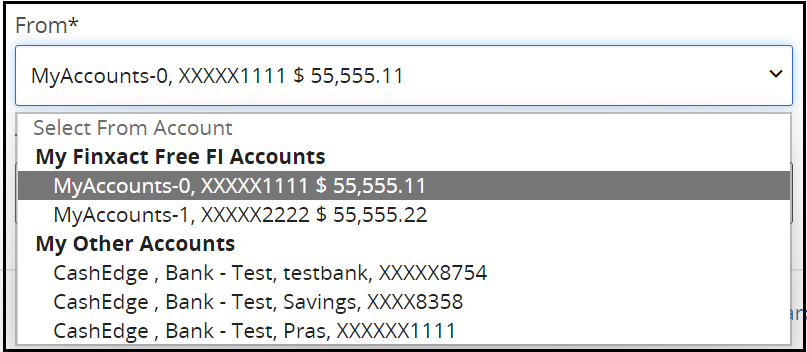 From*
MyAccounts-0, XXXXX1111 $ 55,555.11
Select From Account
My Finxact Free FI Accounts
MyAccounts-0, XXXXX1111 $ 55,555.11
MyAccounts-1, XXXXX2222 $ 55,555.22
My Other Accounts
CashEdge , Bank - Test, testbank, XXXXX8754
CashEdge , Bank - Test, Savings, XXXX8358
CashEdge , Bank - Test, Pras, XXXXXX1111